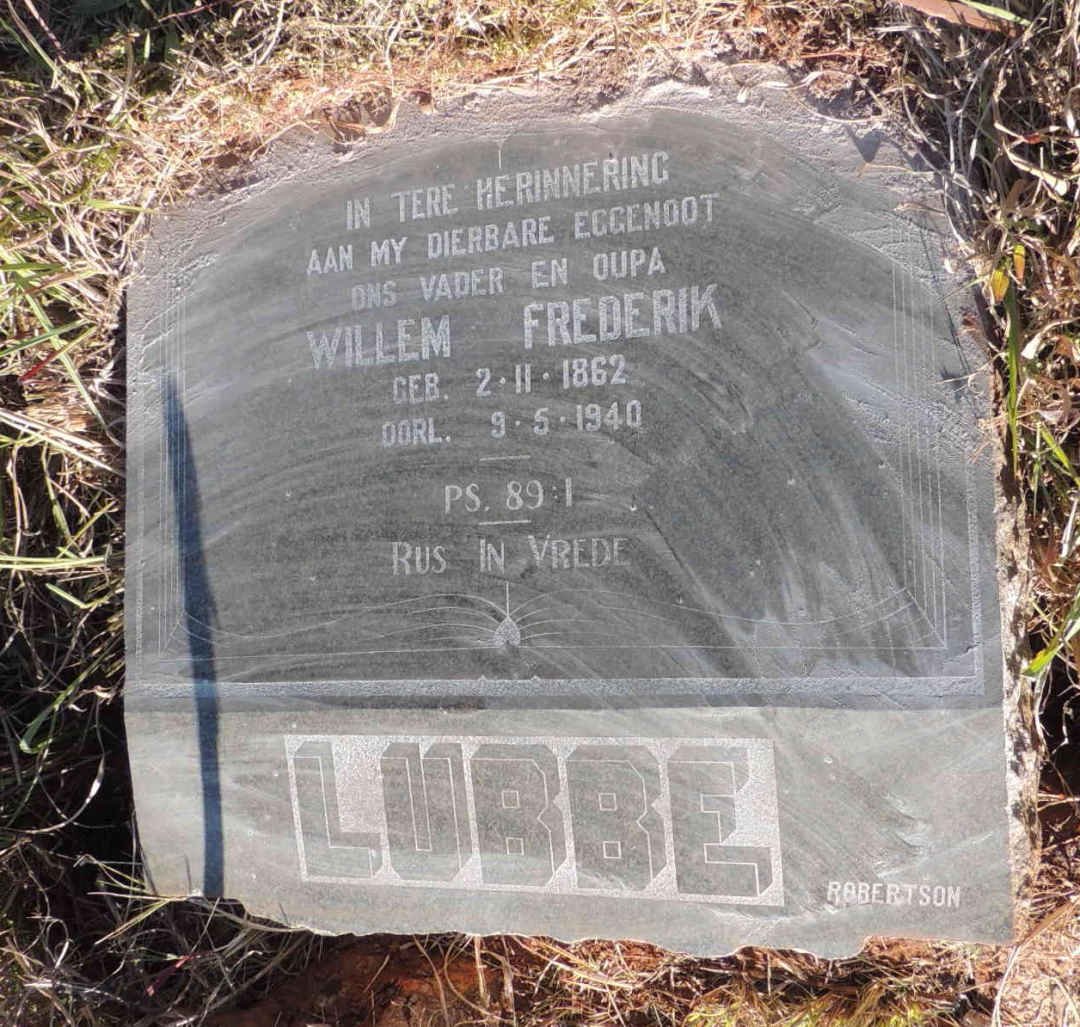 IN TERE HERINNERING
AAN MY DIERBARE EGGENOOT
ONS VADER EN OUPA
WILLEM FREDERIK
GEB. 2·11·1862
OORL. 9·5·1940
PS. 89:1
RUS IN VREDE
LUBBE
ROBERTSON